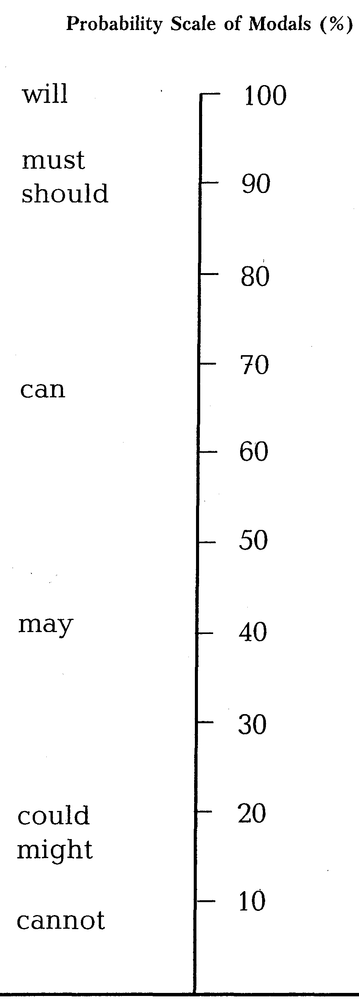 Probability Scale of Modals (%)
will 100
must
90
should
80
70
can
60
50
may 40
30
could 20
might
10
cannot